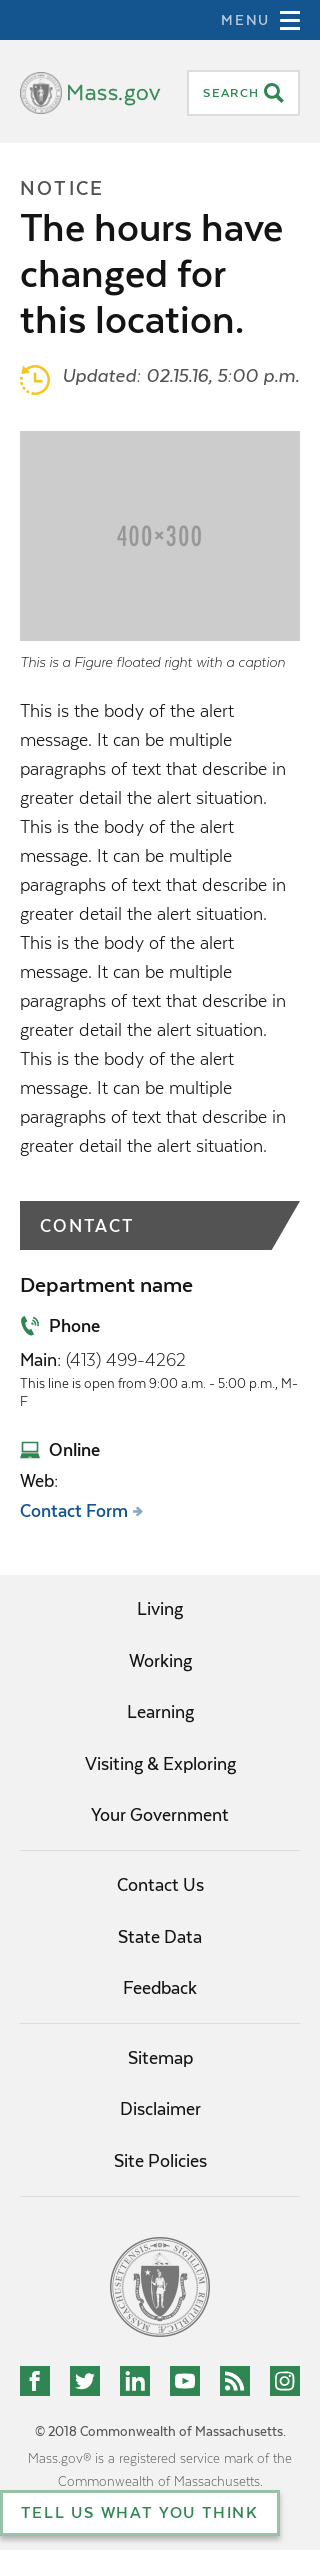 MENU
Mass.gov
SEARCH
NOTICE
The hours have
changed for
this location.
Updated: 02.15.16, 5:00 p.m.
400×300
This is a Figure floated right with a caption
This is the body of the alert
message. It can be multiple
paragraphs of text that describe in
greater detail the alert situation.
This is the body of the alert
message. It can be multiple
paragraphs of text that describe in
greater detail the alert situation.
This is the body of the alert
message. It can be multiple
paragraphs of text that describe in
greater detail the alert situation.
This is the body of the alert
message. It can be multiple
paragraphs of text that describe in
greater detail the alert situation.
CONTACT
Department name
Phone
Main: (413) 499-4262
This line is open from 9:00 a.m. - 5:00 p.m., M-
F
Online
Web:
Contact Form
Living
Working
Learning
Visiting & Exploring
Your Government
Contact Us
State Data
Feedback
Sitemap
Disclaimer
Site Policies
© 2018 Commonwealth of Massachusetts.
Mass.gov® is a registered service mark of the
Commonwealth of Massachusetts.
TELL US WHAT YOU THINK